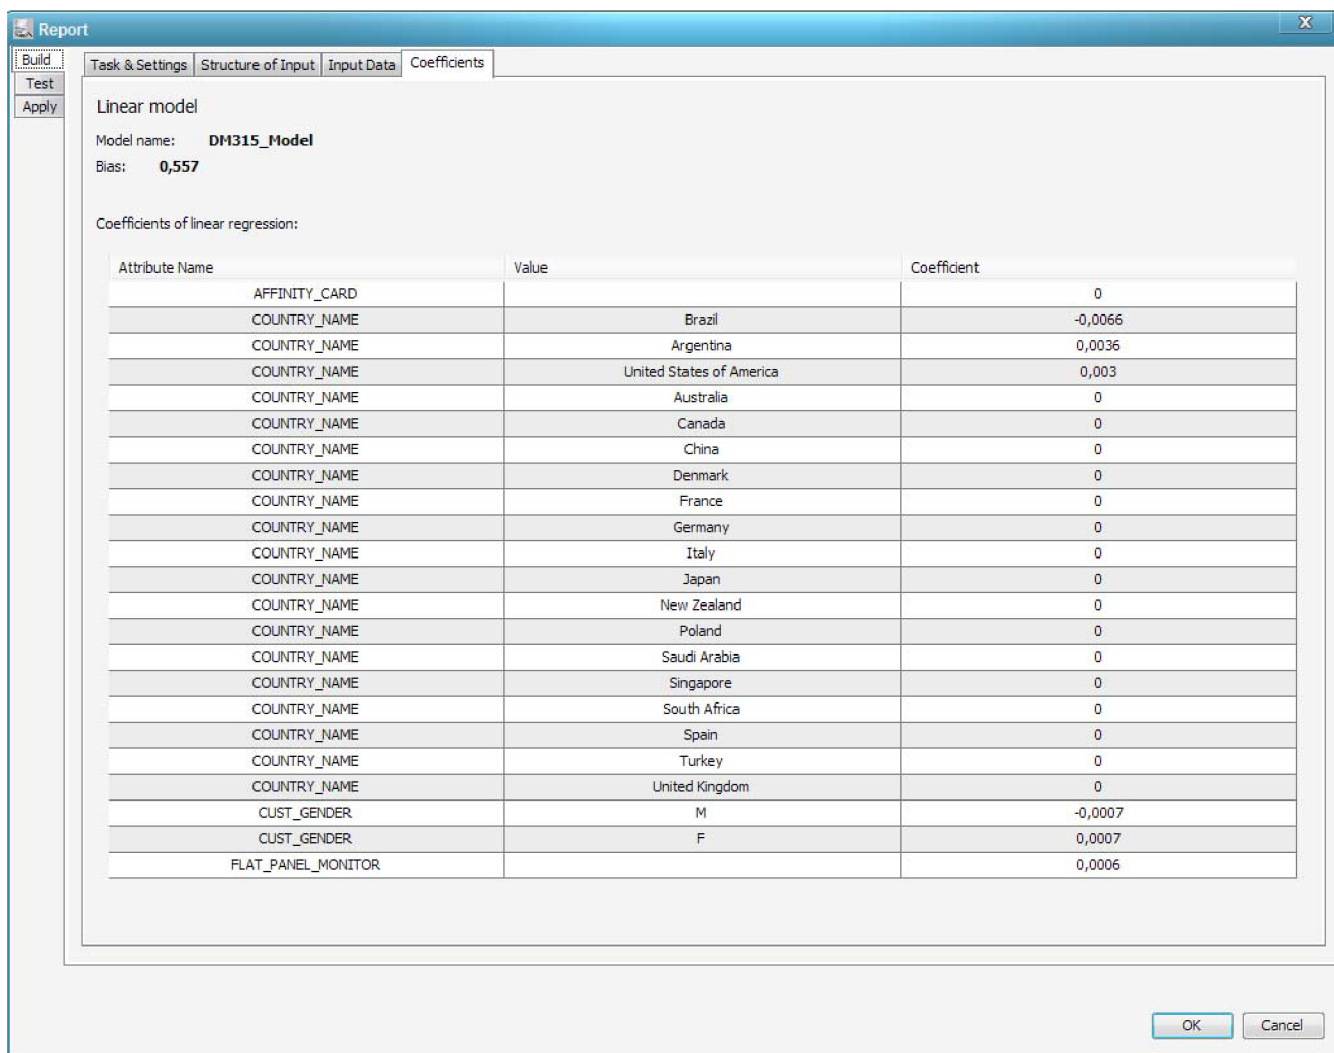 Report
X
Build
Test
Apply
Task & Settings Structure of Input Input Data Coefficients
Linear model
Model name: DM315_Model
Bias: 0,557
Coefficients of linear regression:
Attribute Name Value Coefficient
AFFINITY_CARD 0
COUNTRY_NAME Brazil -0,0066
COUNTRY_NAME Argentina 0,0036
COUNTRY_NAME United States of America 0,003
COUNTRY_NAME Australia 0
COUNTRY_NAME Canada 0
COUNTRY_NAME China 0
COUNTRY_NAME Denmark 0
COUNTRY_NAME France 0
COUNTRY_NAME Germany 0
COUNTRY_NAME Italy 0
COUNTRY_NAME Japan 0
COUNTRY_NAME New Zealand 0
COUNTRY_NAME Poland 0
COUNTRY_NAME Saudi Arabia 0
COUNTRY_NAME Singapore 0
COUNTRY_NAME South Africa 0
COUNTRY_NAME Spain 0
COUNTRY_NAME Turkey 0
COUNTRY_NAME United Kingdom 0
CUST_GENDER M -0,0007
CUST_GENDER F 0,0007
FLAT_PANEL_MONITOR 0,0006
OK Cancel